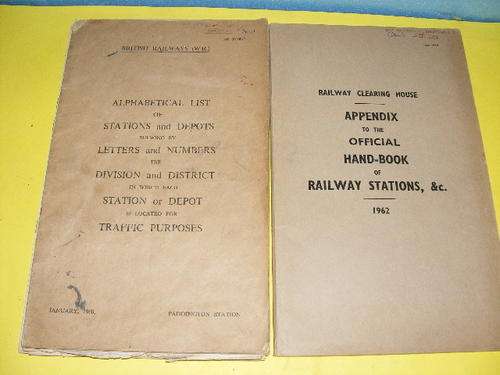 BRITISH RAILWAYS (W.R.)
ALPHABETICAL LIST
OF
STATIONS and DEPOTS
SHOWING BY
LETTERS and NUMBERS
THE
DIVISION and DISTRICT
IN WHICH EACH
STATION or DEPOT
IS LOCATED FOR
TRAFFIC PURPOSES
JANUARY,
PADDINGTON STATION
RAILWAY CLEARING HOUSE
APPENDIX
TO THE
OFFICIAL
HAND-BOOK
OF
RAILWAY STATIONS, &c.
1962